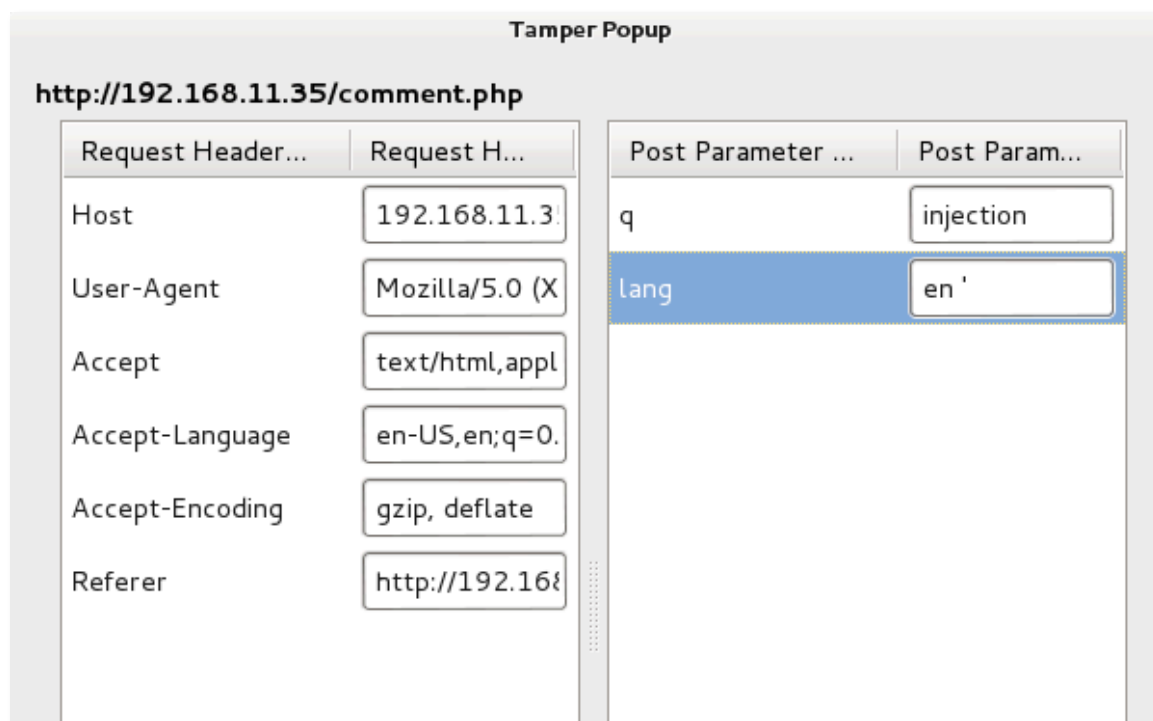 Tamper Popup
http://192.168.11.35/comment.php
Request Header... Request H...
Host 192.168.11.35
User-Agent Mozilla/5.0 (X
Accept text/html,appl
Accept-Language en-US,en;q=0.
Accept-Encoding gzip, deflate
Referer http://192.168
Post Parameter ... Post Param...
q injection
lang en '